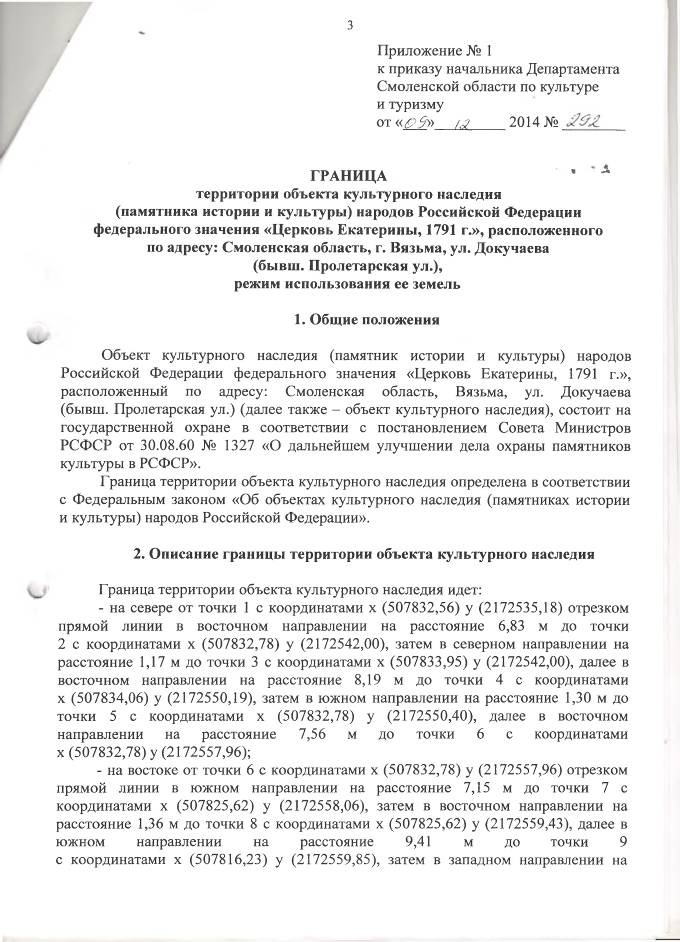 3
Приложение № 1
к приказу начальника Департамента
Смоленской области по культуре
и туризму
от «09» 12 2014 № 292
ГРАНИЦА
территории объекта культурного наследия
(памятника истории и культуры) народов Российской Федерации
федерального значения «Церковь Екатерины, 1791 г.», расположенного
по адресу: Смоленская область, г. Вязьма, ул. Докучаева
(бывш. Пролетарская ул.),
режим использования ее земель
1. Общие положения
Объект культурного наследия (памятник истории и культуры) народов
Российской Федерации федерального значения «Церковь Екатерины, 1791 г.»,
расположенный по адресу: Смоленская область, Вязьма, ул. Докучаева
(бывш. Пролетарская ул.) (далее также – объект культурного наследия), состоит на
государственной охране в соответствии с постановлением Совета Министров
РСФСР от 30.08.60 № 1327 «О дальнейшем улучшении дела охраны памятников
культуры в РСФСР».
Граница территории объекта культурного наследия определена в соответствии
с Федеральным законом «Об объектах культурного наследия (памятниках истории
и культуры) народов Российской Федерации».
2. Описание границы территории объекта культурного наследия
Граница территории объекта культурного наследия идет:
- на севере от точки 1 с координатами х (507832,56) у (2172535,18) отрезком
прямой линии в восточном направлении на расстояние 6,83 м до точки
2 с координатами х (507832,78) у (2172542,00), затем в северном направлении на
расстояние 1,17 м до точки 3 с координатами х (507833,95) у (2172542,00), далее в
восточном направлении на расстояние 8,19 м до точки 4 с координатами
х (507834,06) у (2172550,19), затем в южном направлении на расстояние 1,30 м до
точки 5 с координатами х (507832,78) у (2172550,40), далее в восточном
направлении на расстояние 7,56 м до точки 6 с координатами
х (507832,78) у (2172557,96);
- на востоке от точки 6 с координатами х (507832,78) у (2172557,96) отрезком
прямой линии в южном направлении на расстояние 7,15 м до точки 7 с
координатами х (507825,62) у (2172558,06), затем в восточном направлении на
расстояние 1,36 м до точки 8 с координатами х (507825,62) у (2172559,43), далее в
южном направлении на расстояние 9,41 м до точки 9
с координатами х (507816,23) у (2172559,85), затем в западном направлении на